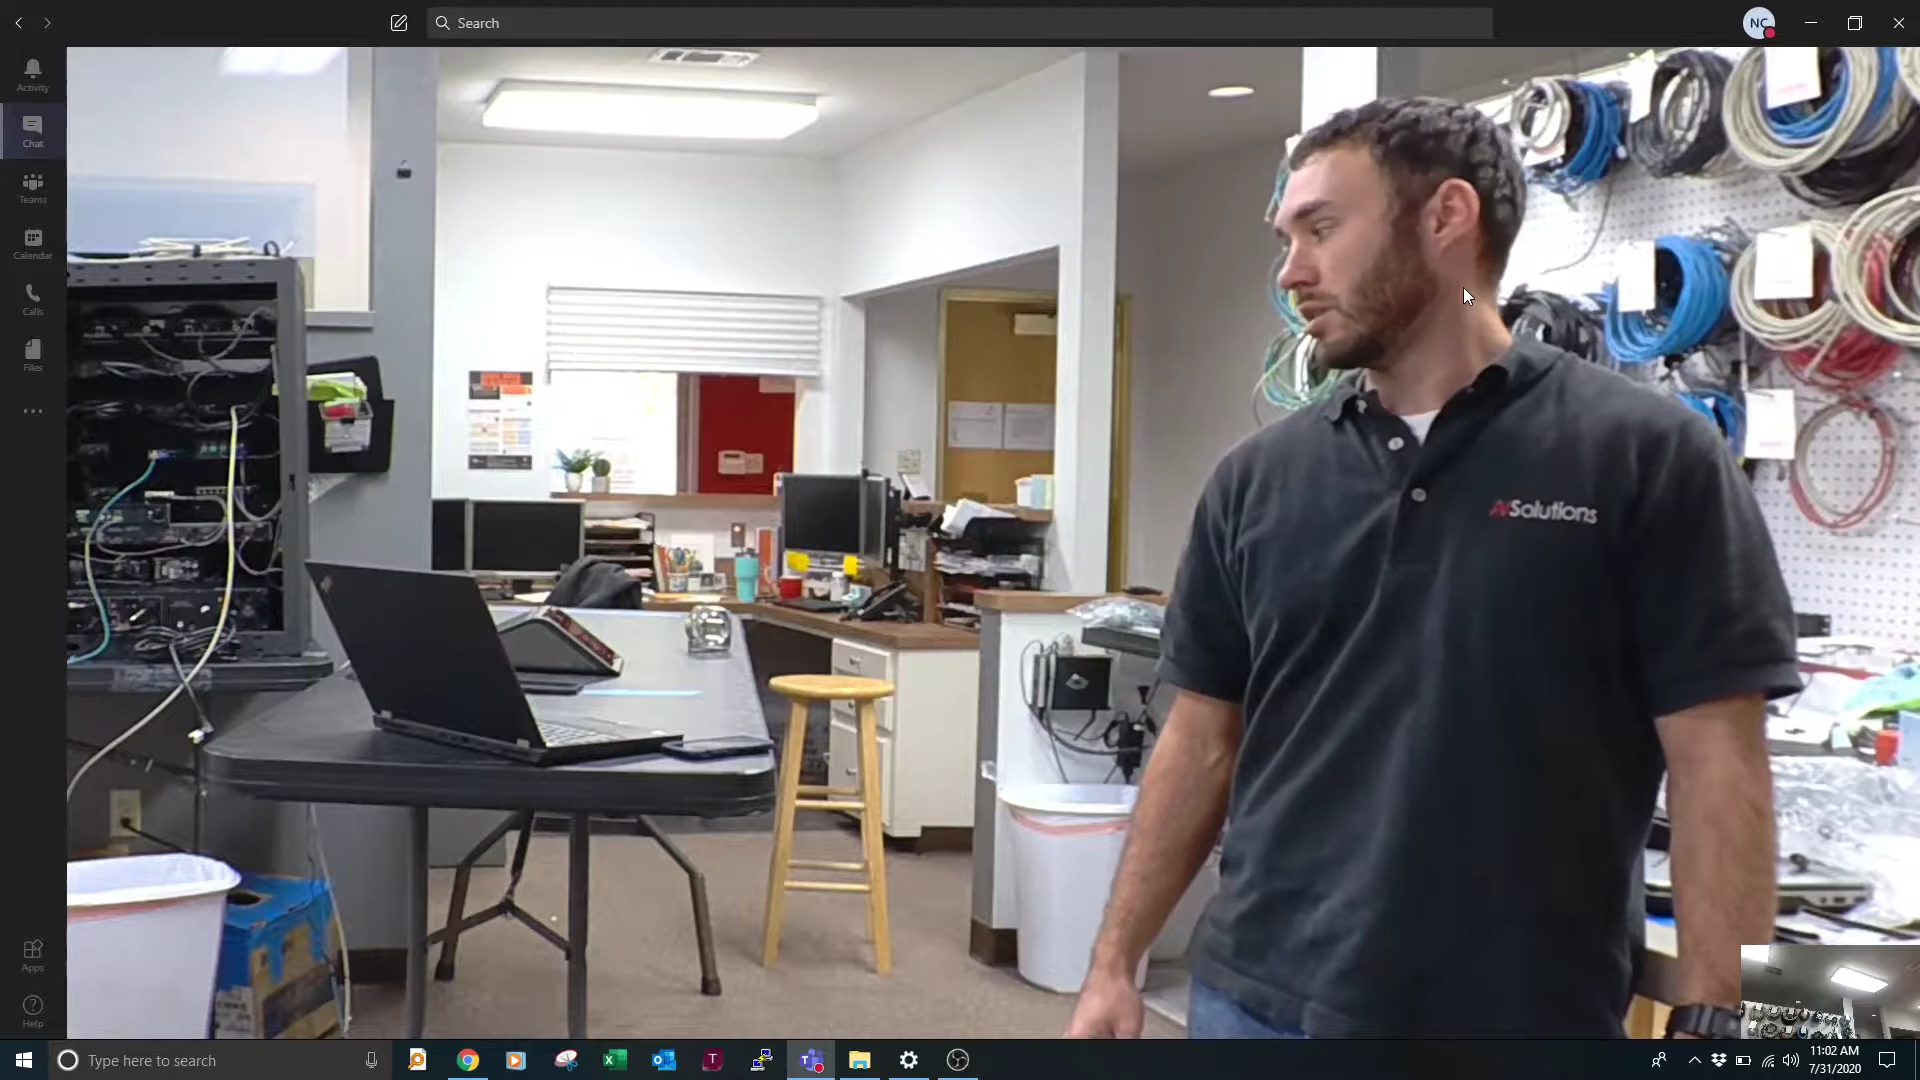 Search
NC
Activity
Chat
Teams
Calendar
Calls
Files
Apps
Help
AVSolutions
Type here to search
11:02 AM
7/31/2020